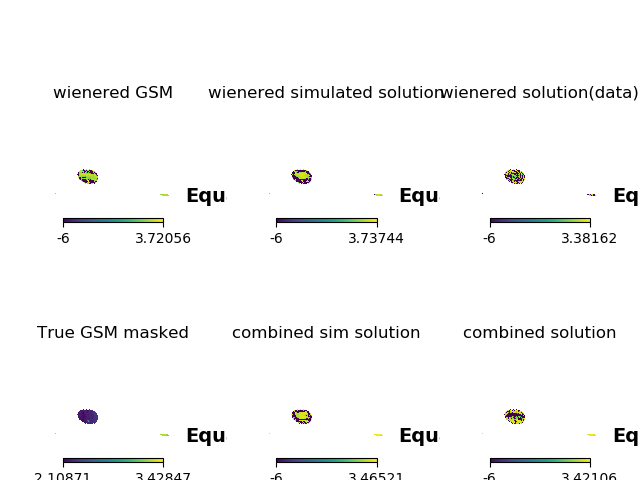 wienered GSM
wienered simulated solution
wienered solution(data)
Equ
Equ
Eq
-6 3.72056
-6 3.73744
-6 3.38162
True GSM masked
combined sim solution
combined solution
Equ
Equ
Eq
2.10871 3.42847
-6 3.46521
-6 3.42106